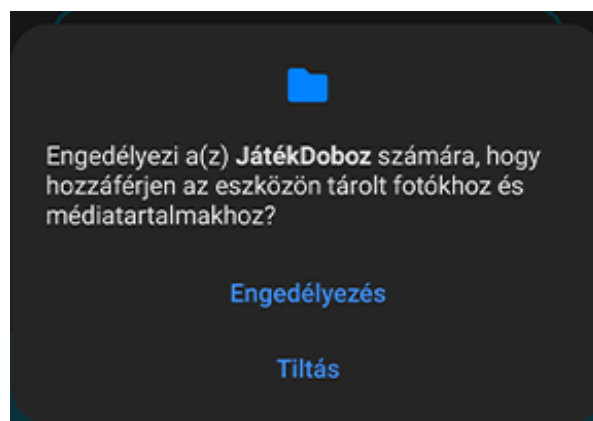 Engedélyezi a(z) JátékDoboz számára, hogy
hozzáférjen az eszközön tárolt fotókhoz és
médiatartalmakhoz?
Engedélyezés
Tiltás